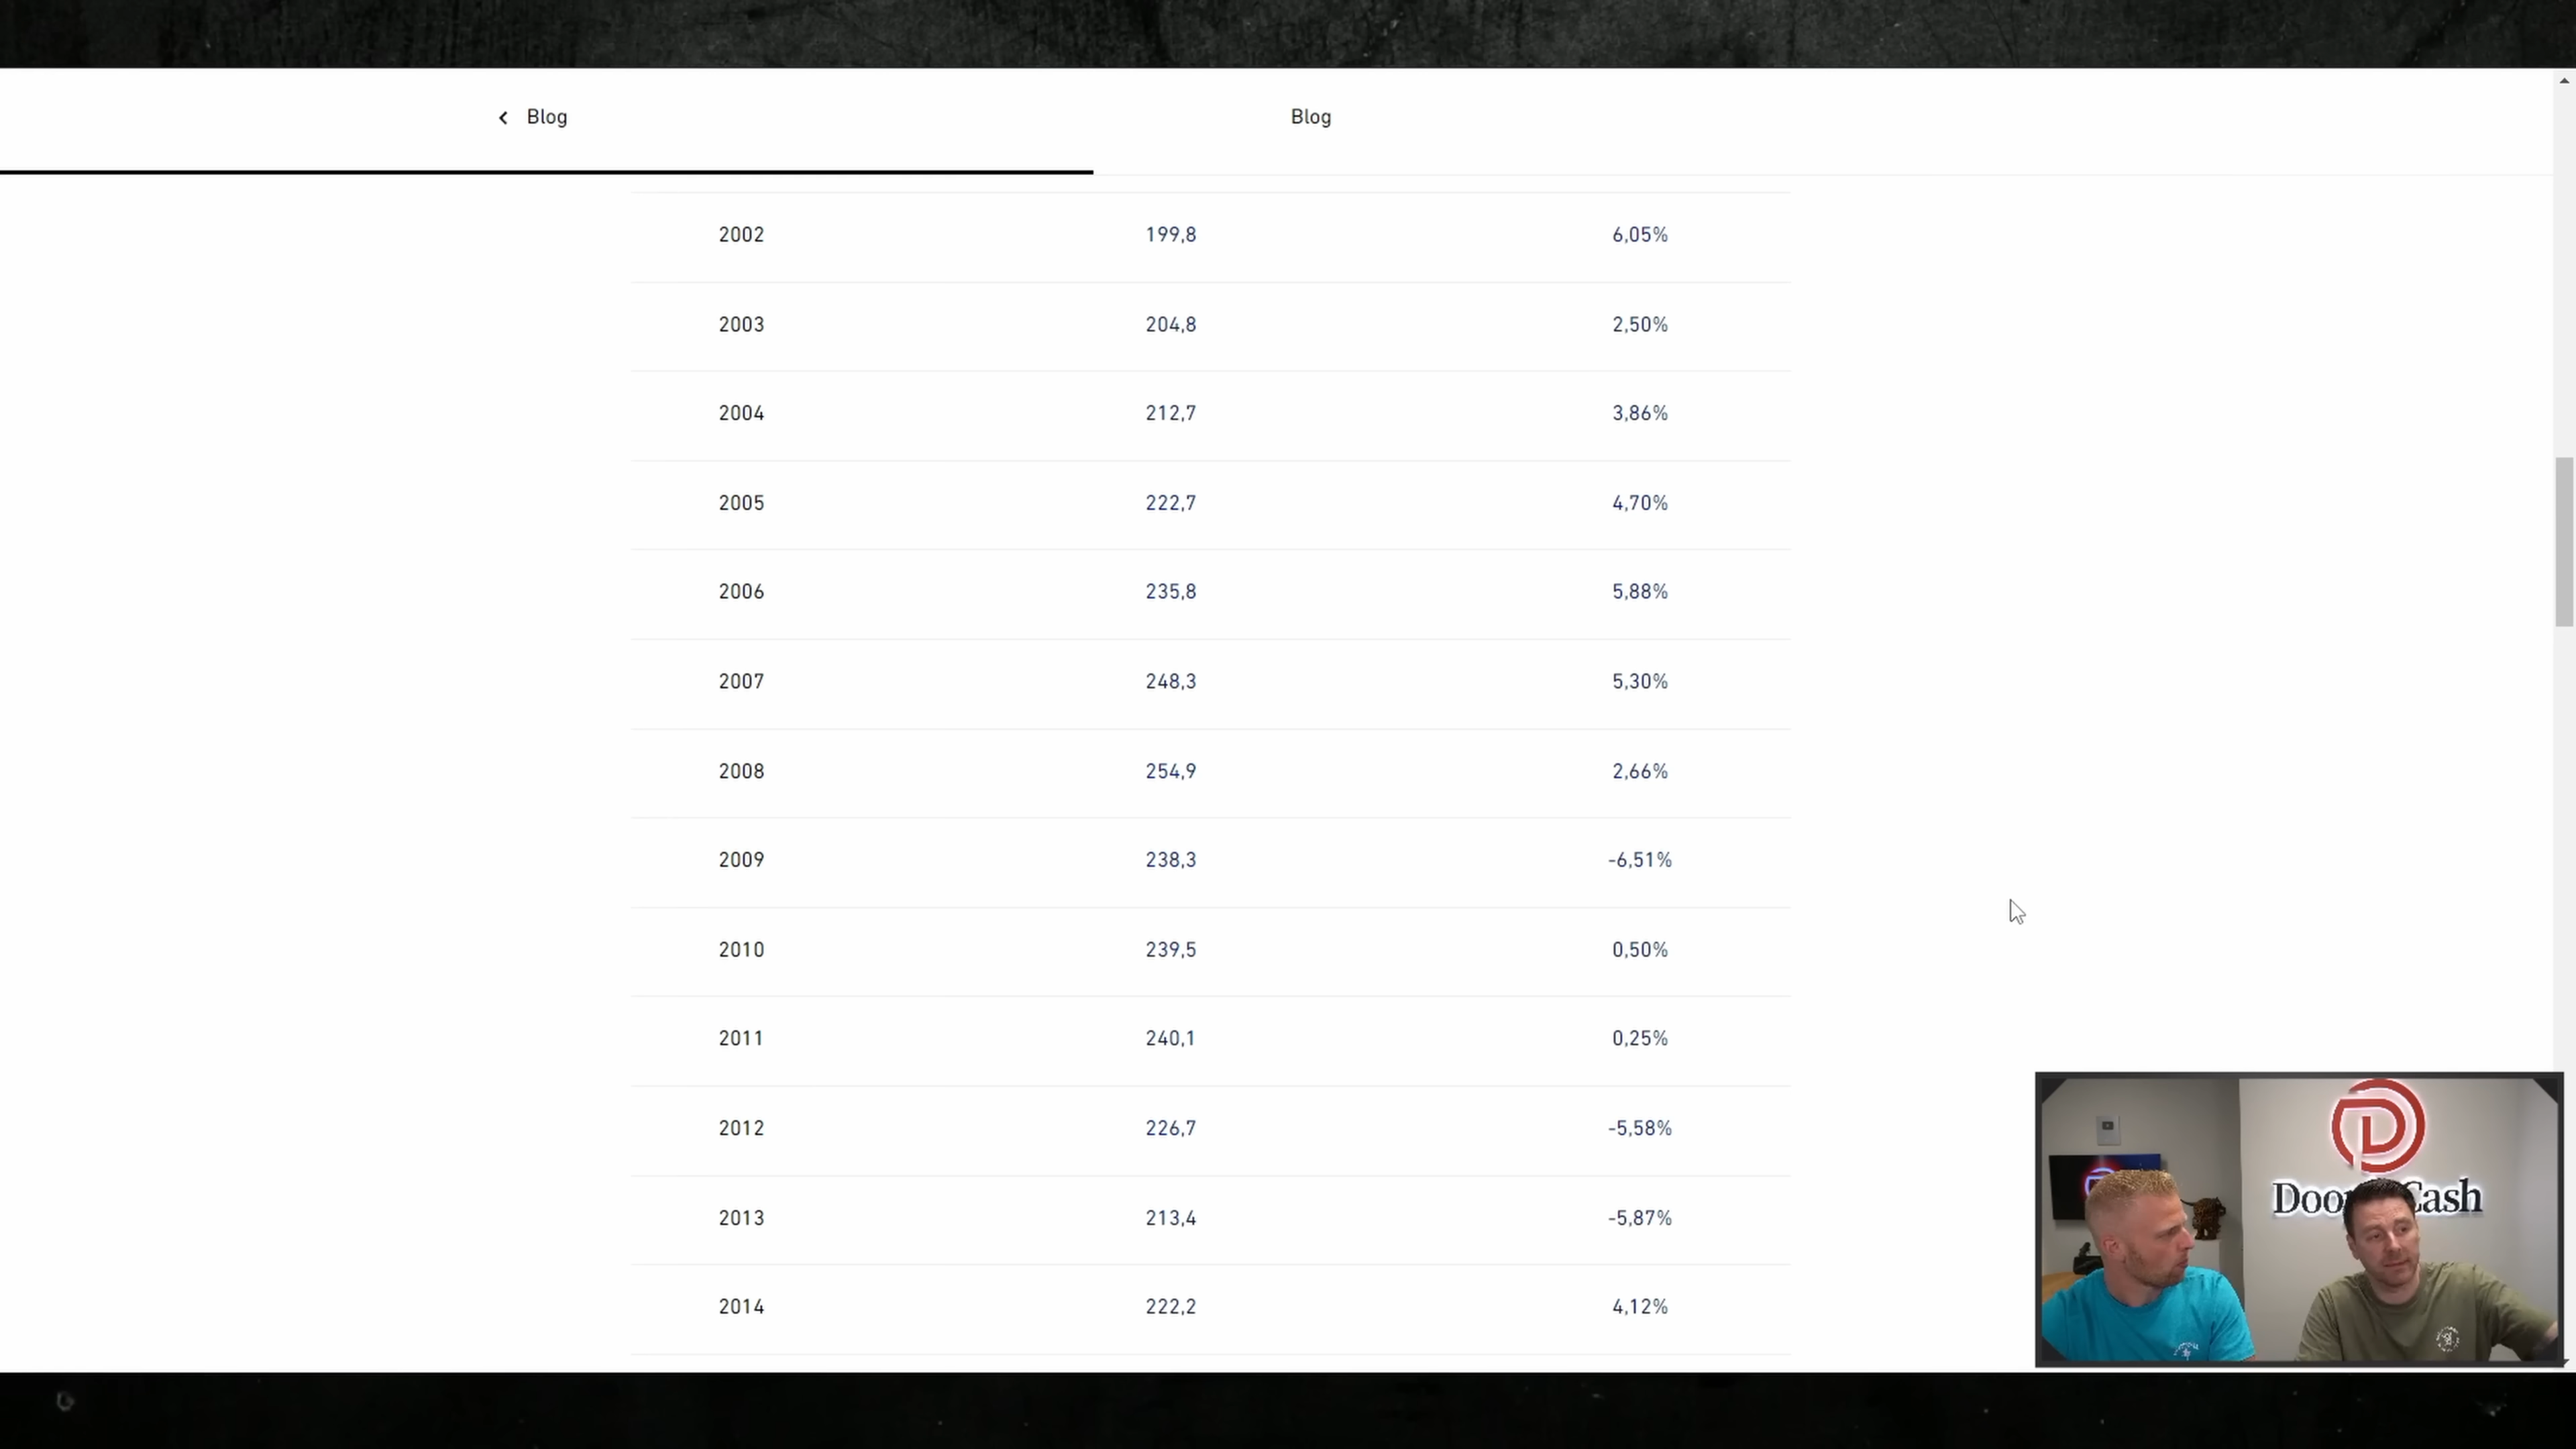 Blog Blog
2002 199,8 6,05%
2003 204,8 2,50%
2004 212,7 3,86%
2005 222,7 4,70%
2006 235,8 5,88%
2007 248,3 5,30%
2008 254,9 2,66%
2009 238,3 -6,51%
2010 239,5 0,50%
2011 240,1 0,25%
2012 226,7 -5,58%
2013 213,4 -5,87%
2014 222,2 4,12%